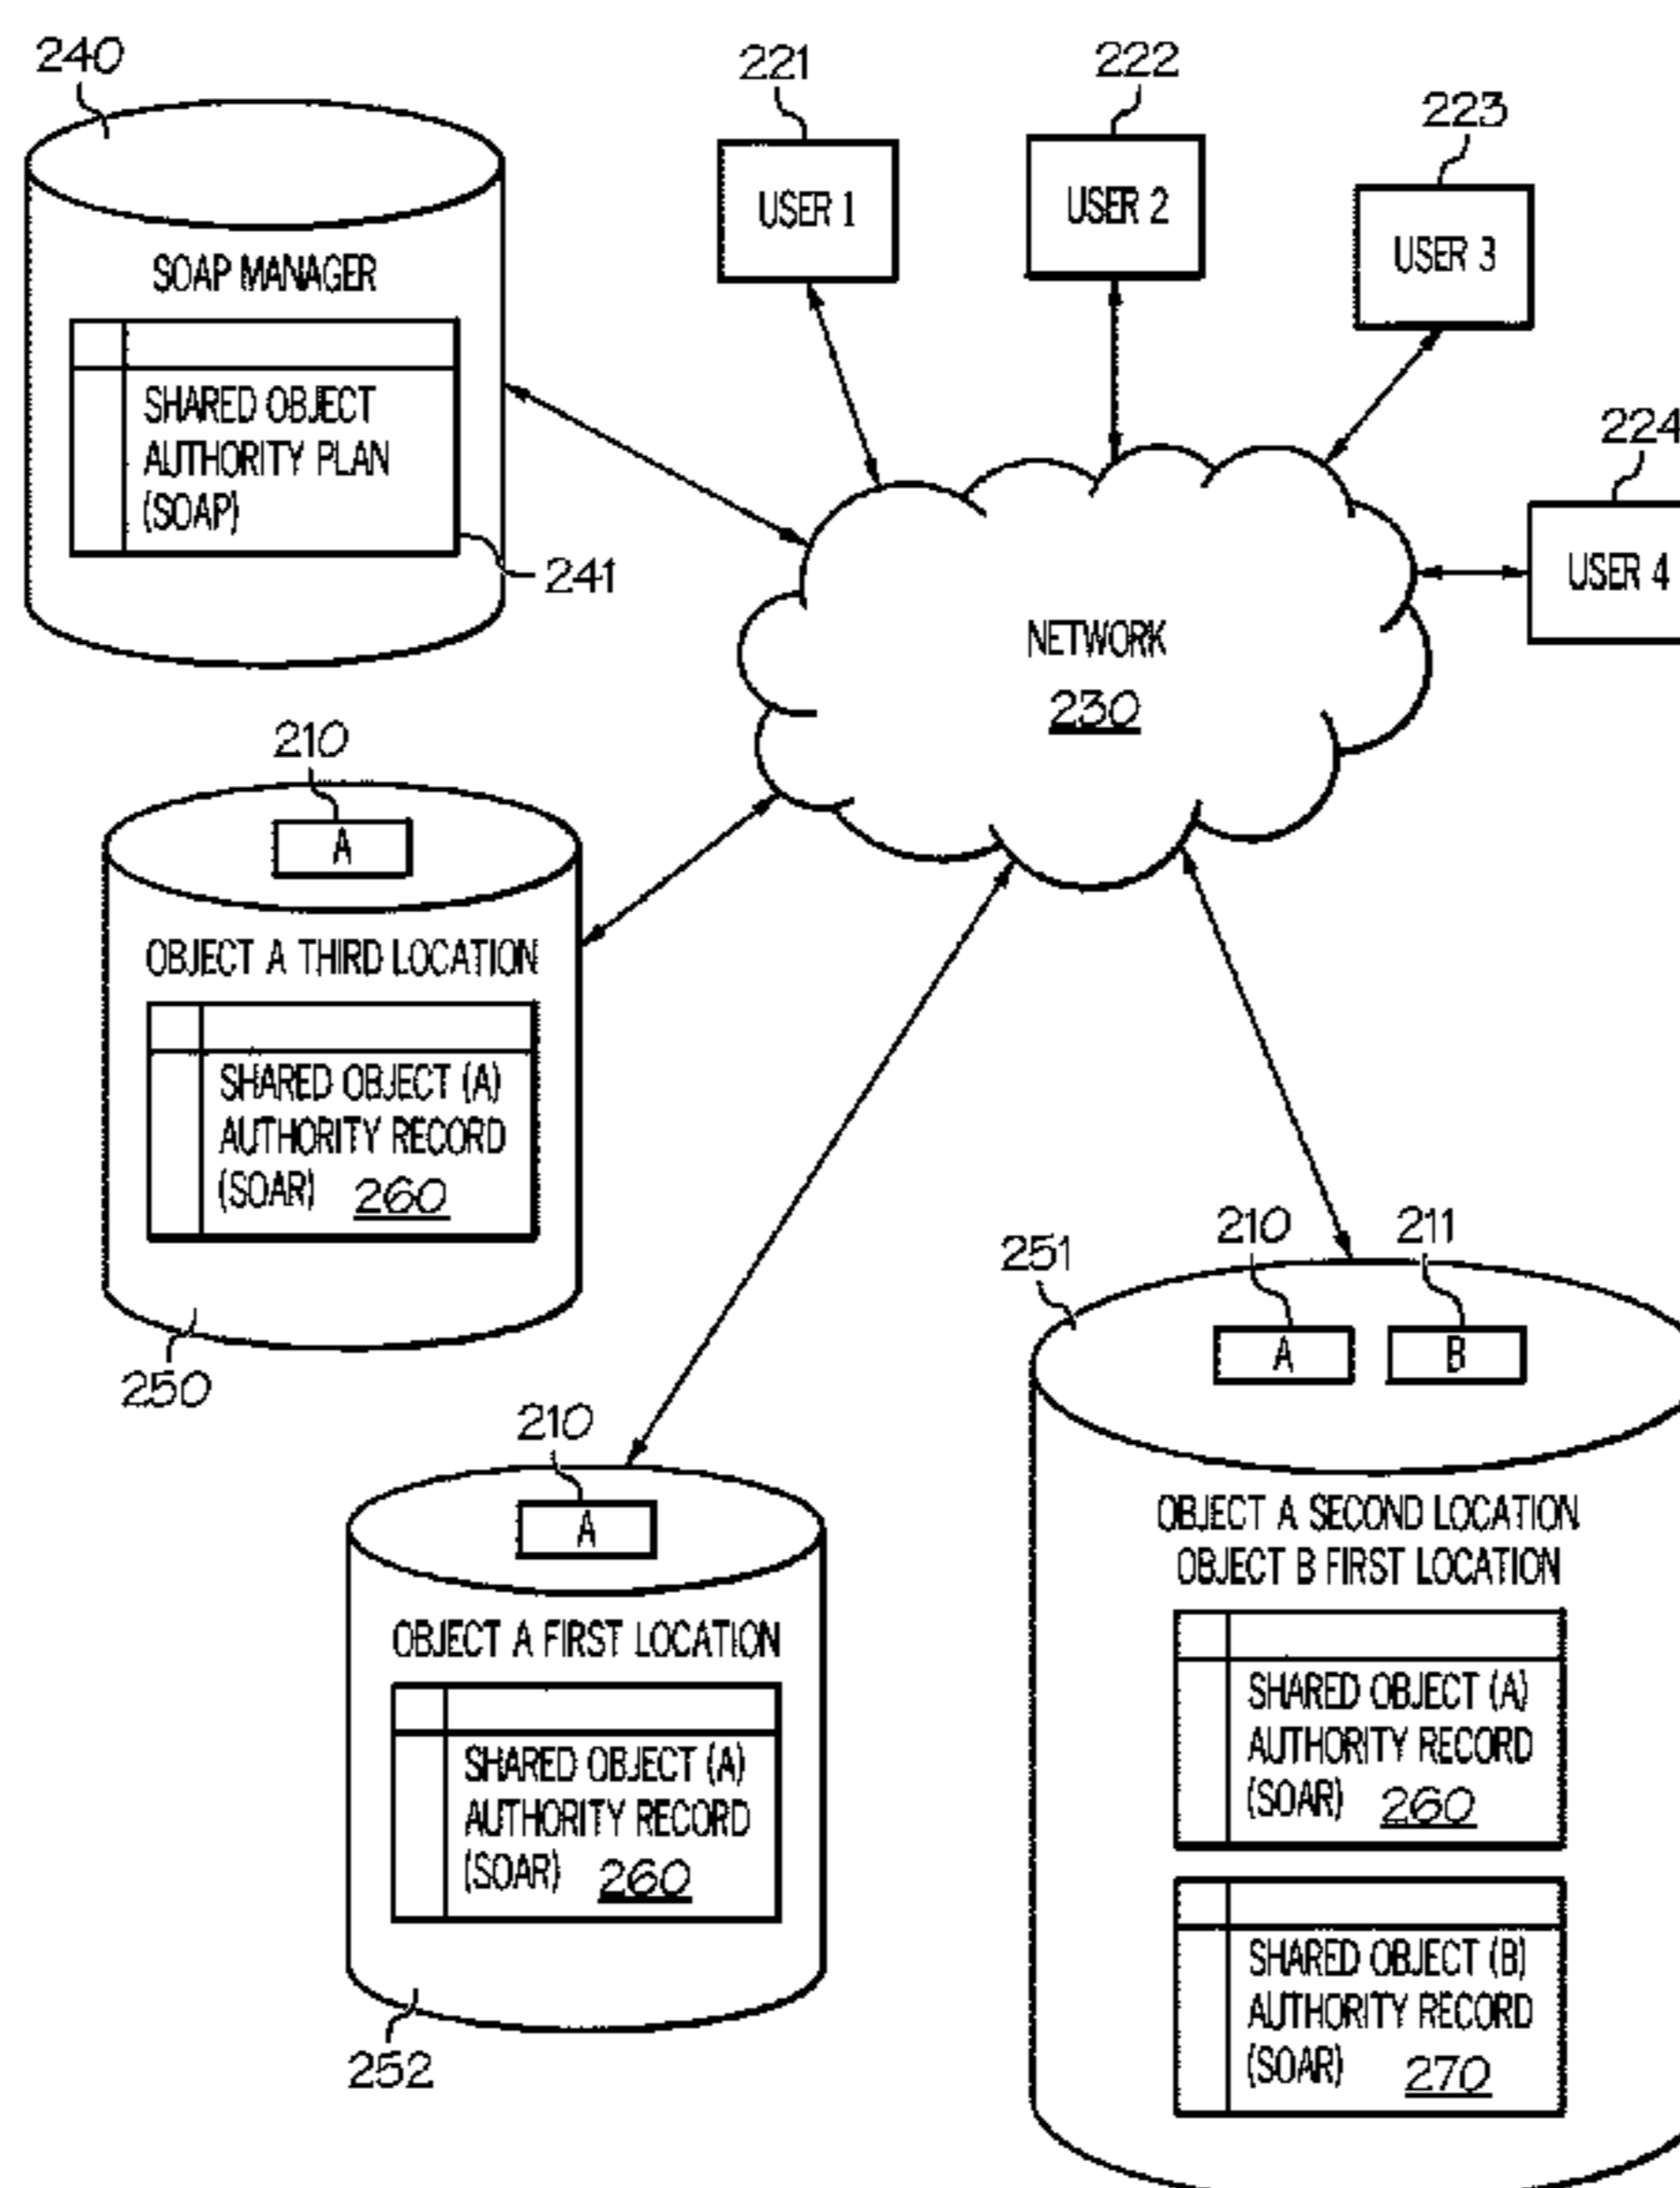 240
SOAP MANAGER
SHARED OBJECT
AUTHORITY PLAN
(SOAP)
241
221
USER 1
222
USER 2
223
USER 3
224
USER 4
NETWORK
230
210
A
OBJECT A THIRD LOCATION
SHARED OBJECT (A)
AUTHORITY RECORD
(SOAR) 260
250
210
A
OBJECT A FIRST LOCATION
SHARED OBJECT (A)
AUTHORITY RECORD
(SOAR) 260
252
251
210
211
A
B
OBJECT A SECOND LOCATION
OBJECT B FIRST LOCATION
SHARED OBJECT (A)
AUTHORITY RECORD
(SOAR) 260
SHARED OBJECT (B)
AUTHORITY RECORD
(SOAR) 270